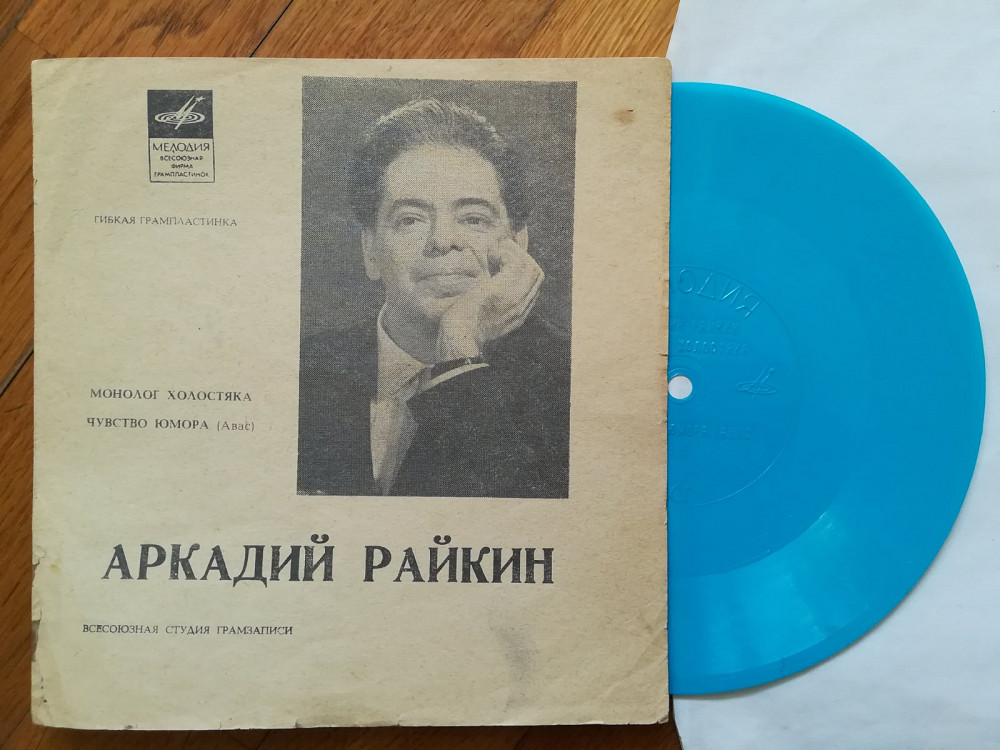 МЕЛОДИЯ
ВСЕСОЮЗНАЯ
ФИРМА
ГРАМПЛАСТИНОК
ГИБКАЯ ГРАМПЛАСТИНКА
МОНОЛОГ ХОЛОСТЯКА
ЧУВСТВО ЮМОРА (Авас)
АРКАДИЙ РАЙКИН
ВСЕСОЮЗНАЯ СТУДИЯ ГРАМЗАПИСИ